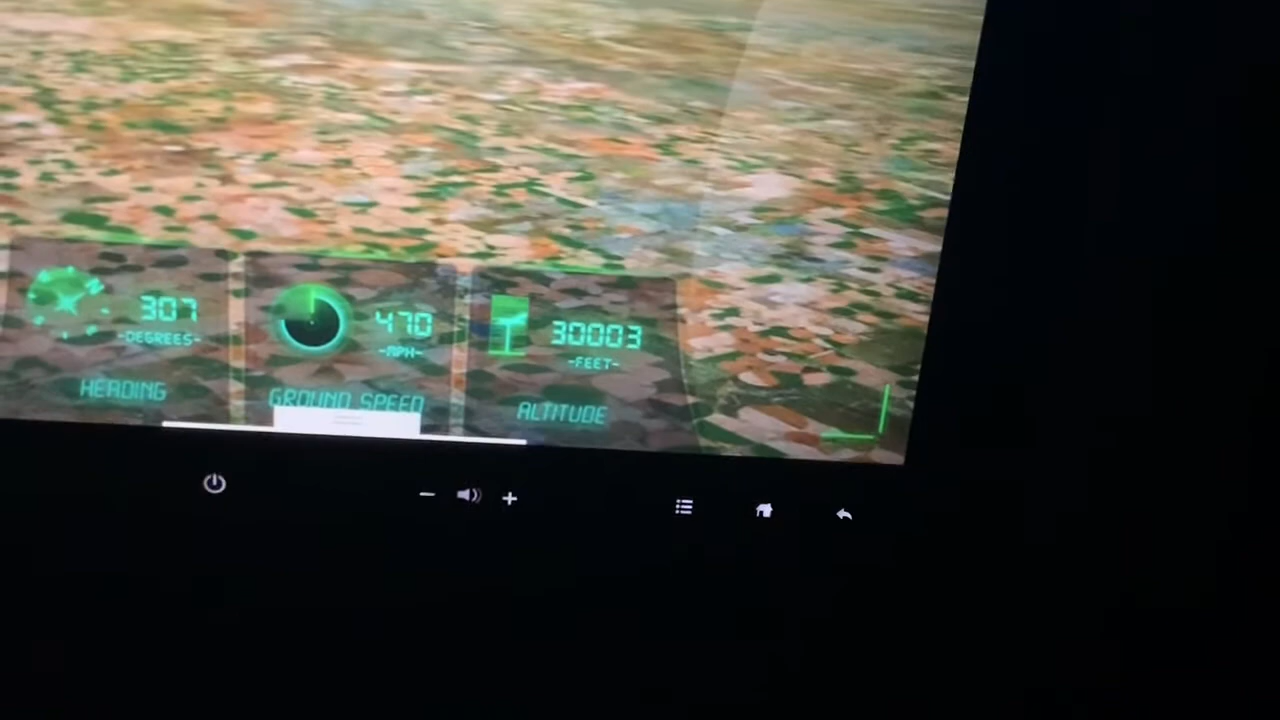 307
-DEGREES-
HEADING
470
-MPH-
GROUND SPEED
30003
-FEET-
ALTITUDE